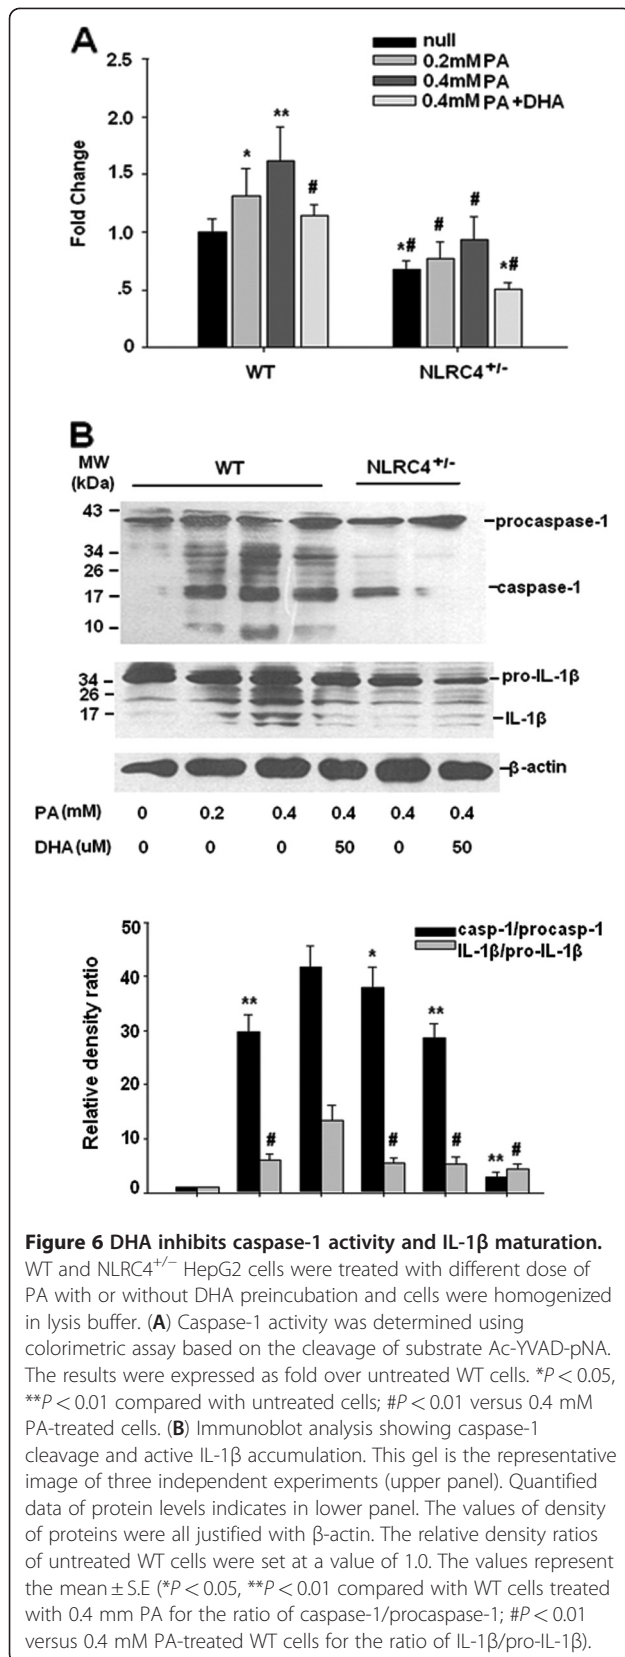 A
null
0.2mM PA
0.4mM PA
0.4mM PA+DHA
Fold Change
2.5
2.0
1.5
1.0
.5
0
* ** # *# # # *#
WT NLRC4+/-
B
MW (kDa)
WT NLRC4+/-
43
34
26
17
10
procaspase-1
caspase-1
34
26
17
pro-IL-1β
IL-1β
β-actin
PA (mM) 0 0.2 0.4 0.4 0.4 0.4
DHA (uM) 0 0 0 50 0 50
casp-1/procasp-1
IL-1β/pro-IL-1β
Relative density ratio
50
40
30
20
10
0
** # * # ** # ** #
Figure 6 DHA inhibits caspase-1 activity and IL-1β maturation.
WT and NLRC4+/− HepG2 cells were treated with different dose of
PA with or without DHA preincubation and cells were homogenized
in lysis buffer. (A) Caspase-1 activity was determined using
colorimetric assay based on the cleavage of substrate Ac-YVAD-pNA.
The results were expressed as fold over untreated WT cells. *P < 0.05,
**P < 0.01 compared with untreated cells; #P < 0.01 versus 0.4 mM
PA-treated cells. (B) Immunoblot analysis showing caspase-1
cleavage and active IL-1β accumulation. This gel is the representative
image of three independent experiments (upper panel). Quantified
data of protein levels indicates in lower panel. The values of density
of proteins were all justified with β-actin. The relative density ratios
of untreated WT cells were set at a value of 1.0. The values represent
the mean ± S.E (*P < 0.05, **P < 0.01 compared with WT cells treated
with 0.4 mm PA for the ratio of caspase-1/procaspase-1; #P < 0.01
versus 0.4 mM PA-treated WT cells for the ratio of IL-1β/pro-IL-1β).